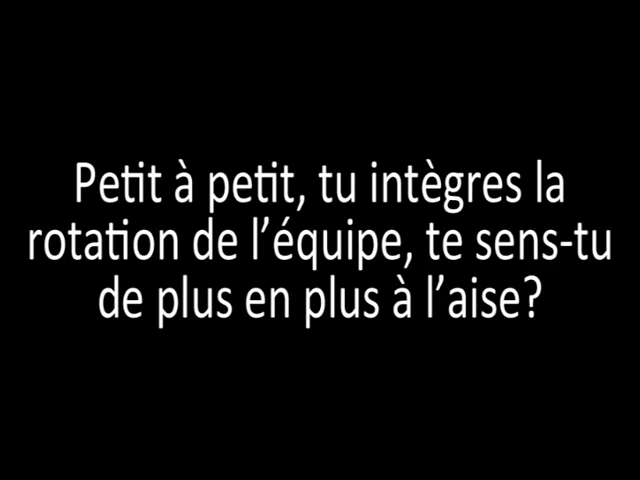 Petit à petit, tu intègres la
rotation de l’équipe, te sens-tu
de plus en plus à l’aise?